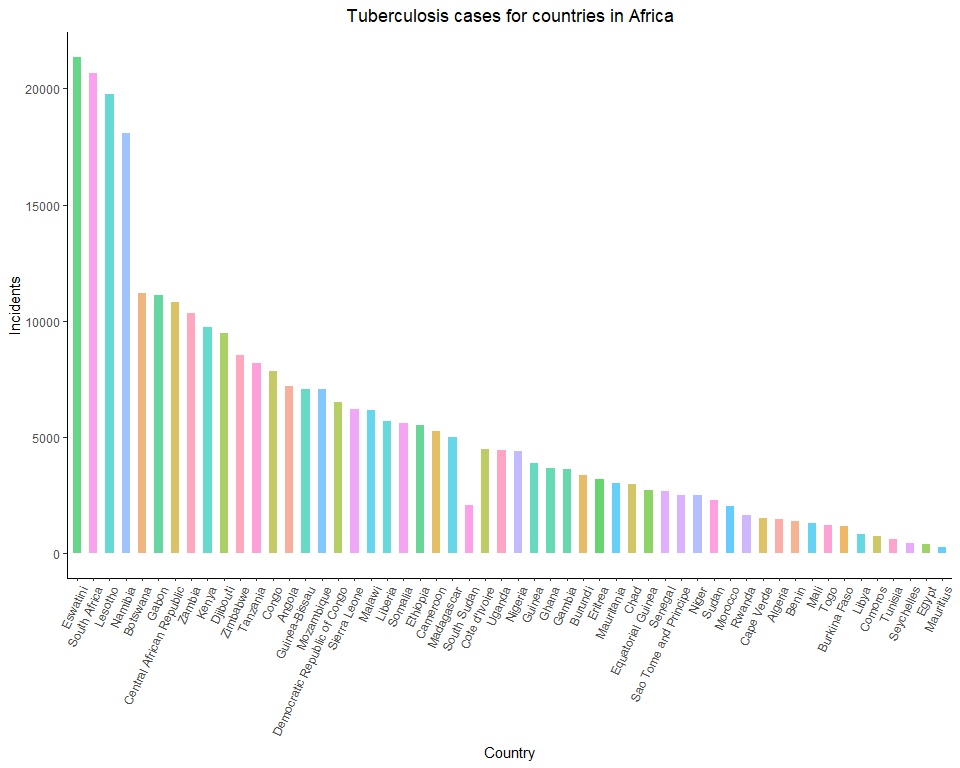 Tuberculosis cases for countries in Africa
Incidents
20000
15000
10000
5000
0
Eswatini
South Africa
Lesotho
Namibia
Botswana
Gabon
Central African Republic
Zambia
Kenya
Djibouti
Zimbabwe
Tanzania
Congo
Angola
Guinea-Bissau
Mozambique
Democratic Republic of Congo
Sierra Leone
Malawi
Liberia
Somalia
Ethiopia
Cameroon
Madagascar
South Sudan
Cote d'Ivoire
Uganda
Nigeria
Guinea
Ghana
Gambia
Burundi
Eritrea
Mauritania
Chad
Equatorial Guinea
Senegal
Sao Tome and Principe
Niger
Sudan
Morocco
Rwanda
Cape Verde
Algeria
Benin
Mali
Togo
Burkina Faso
Libya
Comoros
Tunisia
Seychelles
Egypt
Mauritius
Country